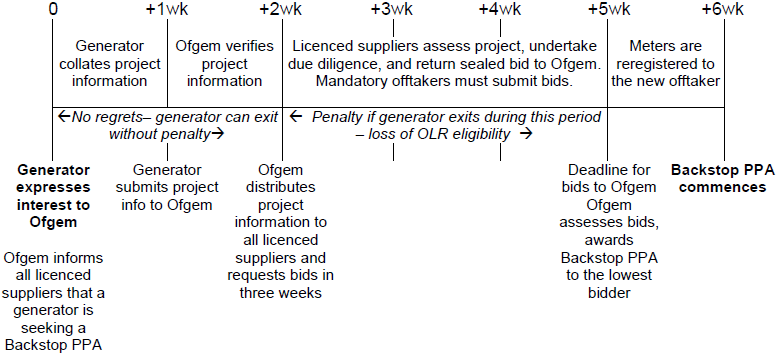 0 +1wk +2wk +3wk +4wk +5wk +6wk
Generator
collates project
information
Ofgem verifies
project
information
Licenced suppliers assess project, undertake
due diligence, and return sealed bid to Ofgem.
Mandatory offtakers must submit bids.
Meters are
reregistered to
the new offtaker
←No regrets– generator can exit
without penalty→
← Penalty if generator exits during this period
– loss of OLR eligibility →
Generator
expresses
interest to
Ofgem
Ofgem informs
all licenced
suppliers that a
generator is
seeking a
Backstop PPA
Generator
submits project
info to Ofgem
Ofgem
distributes
project
information to
all licenced
suppliers and
requests bids in
three weeks
Deadline for
bids to Ofgem
Ofgem
assesses bids,
awards
Backstop PPA
to the lowest
bidder
Backstop PPA
commences